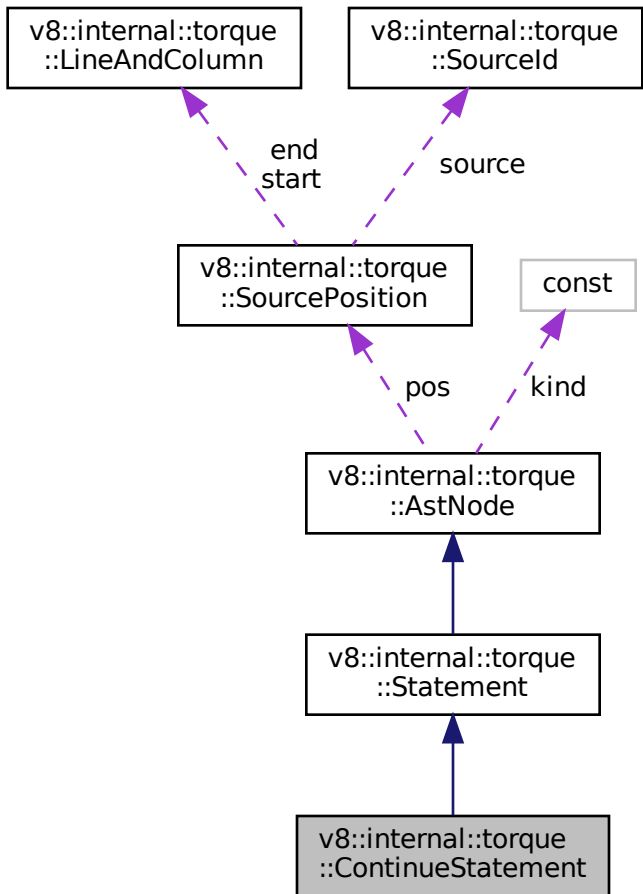 v8::internal::torque
::LineAndColumn
v8::internal::torque
::SourceId
end
start
source
v8::internal::torque
::SourcePosition
const
pos
kind
v8::internal::torque
::AstNode
v8::internal::torque
::Statement
v8::internal::torque
::ContinueStatement